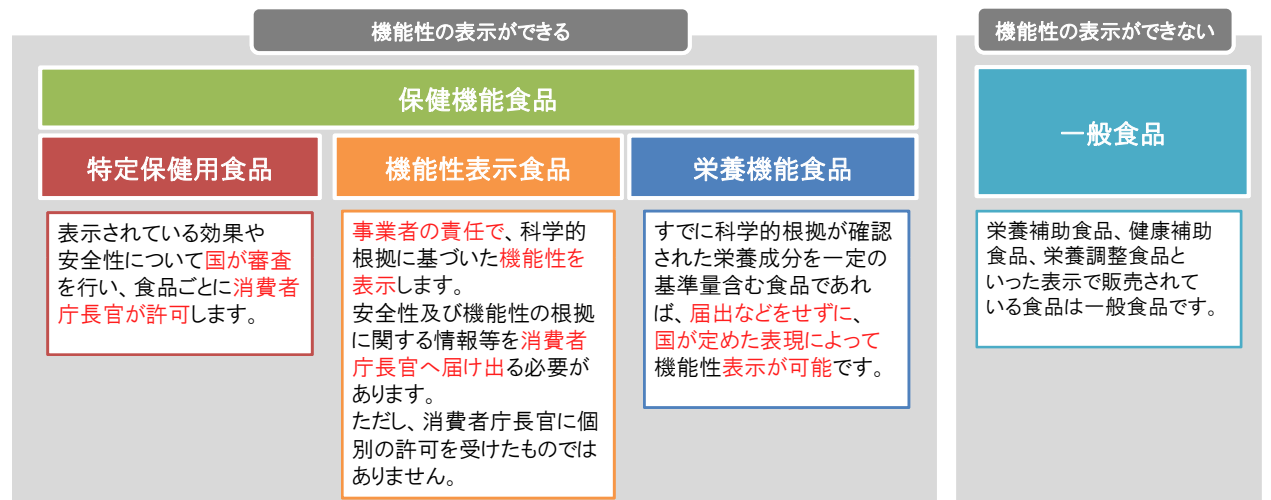 機能性の表示ができる
機能性の表示ができない
保健機能食品
特定保健用食品
機能性表示食品
栄養機能食品
一般食品
表示されている効果や
安全性について国が審査
を行い、食品ごとに消費者
庁長官が許可します。
事業者の責任で、科学的
根拠に基づいた機能性を
表示します。
安全性及び機能性の根拠
に関する情報等を消費者
庁長官へ届け出る必要が
あります。
ただし、消費者庁長官に個
別の許可を受けたものでは
ありません。
すでに科学的根拠が確認
された栄養成分を一定の
基準量含む食品であれ
ば、届出などをせずに、
国が定めた表現によって
機能性表示が可能です。
栄養補助食品、健康補助
食品、栄養調整食品と
いった表示で販売されて
いる食品は一般食品です。